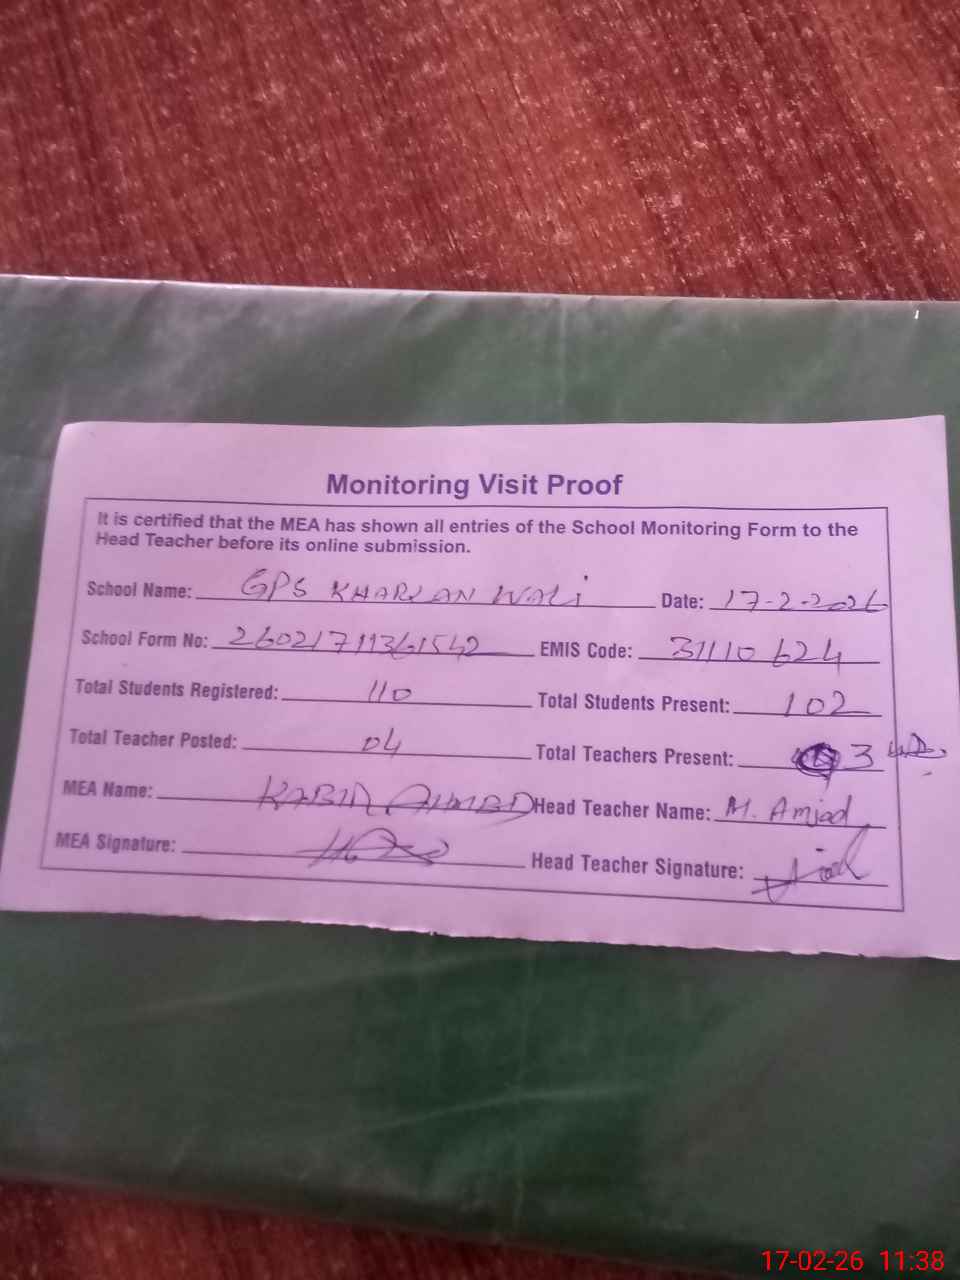 Monitoring Visit Proof
It is certified that the MEA has shown all entries of the School Monitoring Form to the
Head Teacher before its online submission.
School Name: GPS KHARLAN WALI Date: 17-2-2026
School Form No: 26021711361542 EMIS Code: 31110624
Total Students Registered: 110 Total Students Present: 102
Total Teacher Posted: 04 Total Teachers Present: 3
MEA Name: KABIR AHMED Head Teacher Name: M. Amjad
MEA Signature: Head Teacher Signature:
17-02-26 11:38